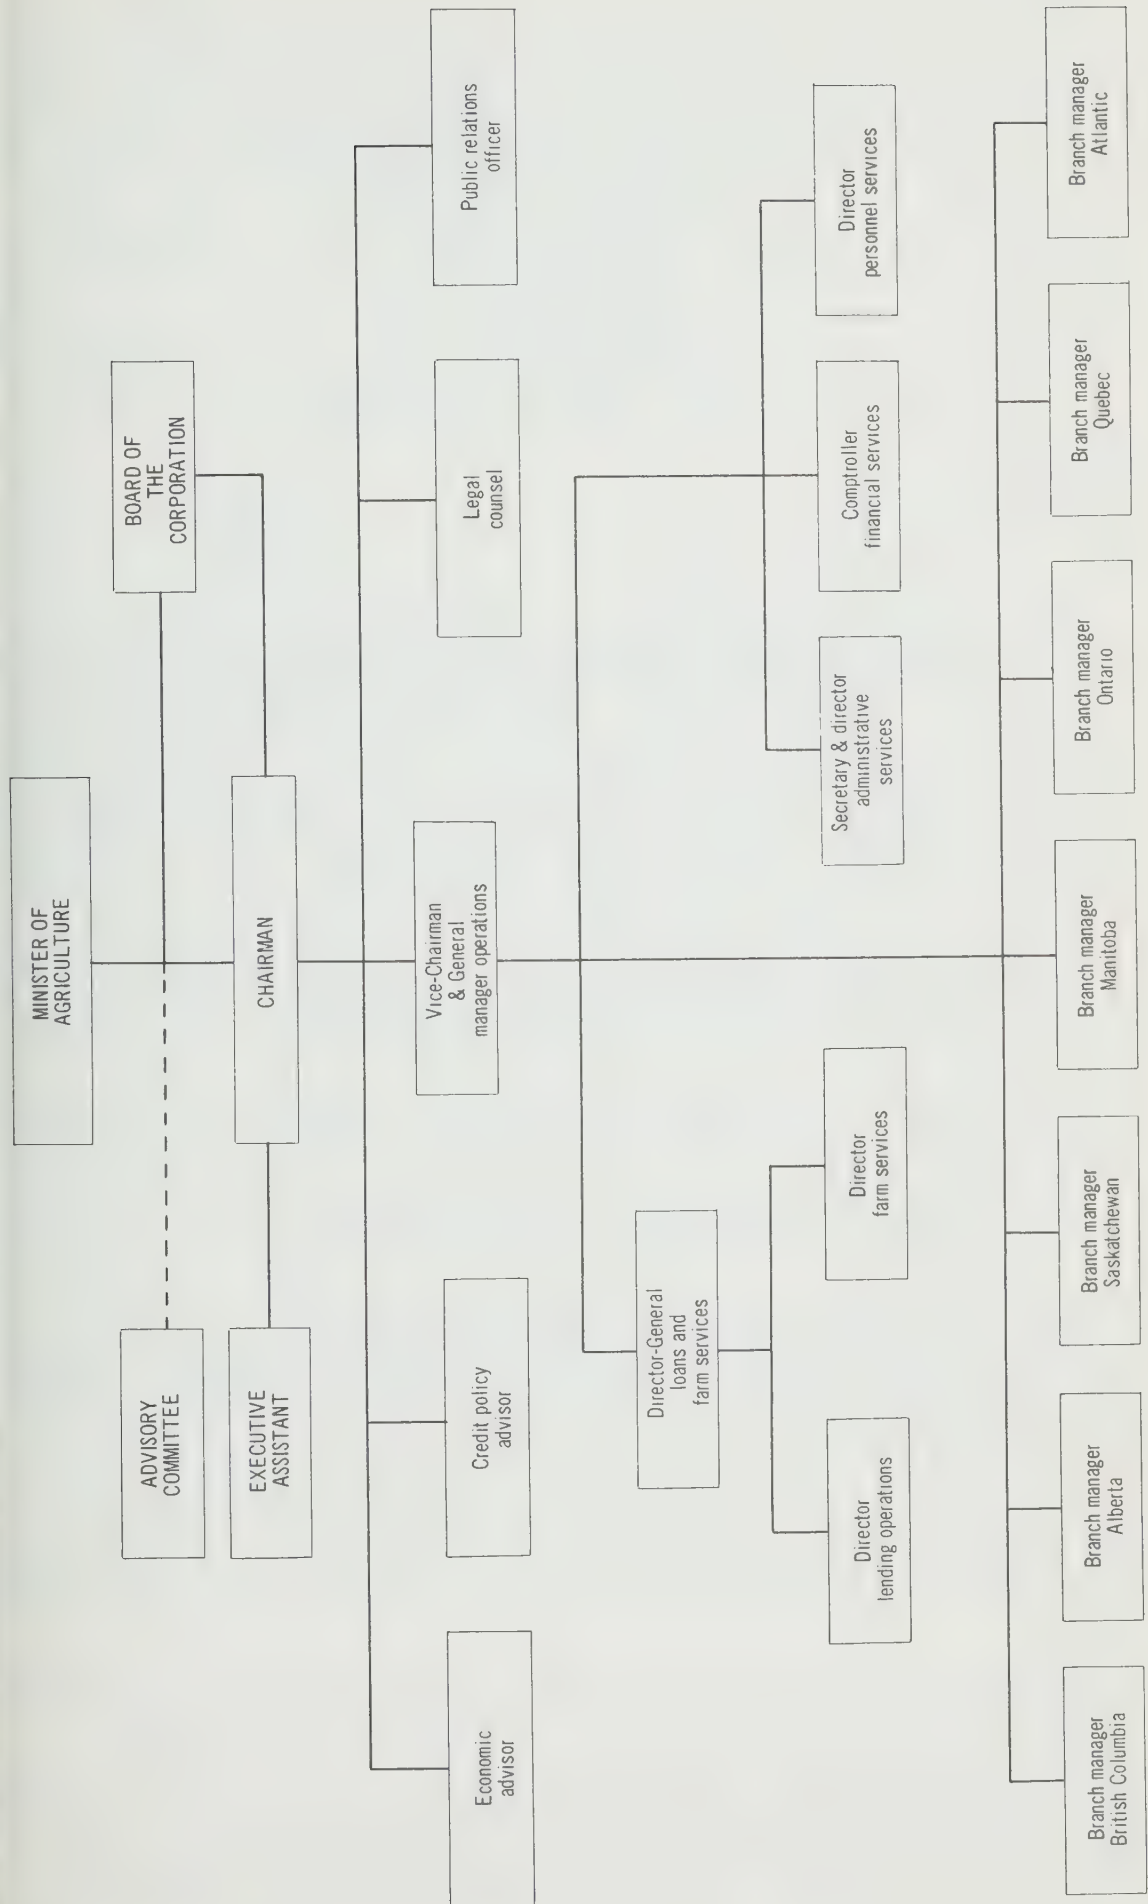 MINISTER OF
AGRICULTURE
ADVISORY
COMMITTEE
BOARD OF
THE
CORPORATION
EXECUTIVE
ASSISTANT
CHAIRMAN
Economic
advisor
Credit policy
advisor
Vice-Chairman
& General
manager operations
Legal
counsel
Public relations
officer
Director-General
loans and
farm services
Director
lending operations
Director
farm services
Secretary & director
administrative
services
Comptroller
financial services
Director
personnel services
Branch manager
British Columbia
Branch manager
Alberta
Branch manager
Saskatchewan
Branch manager
Manitoba
Branch manager
Ontario
Branch manager
Quebec
Branch manager
Atlantic